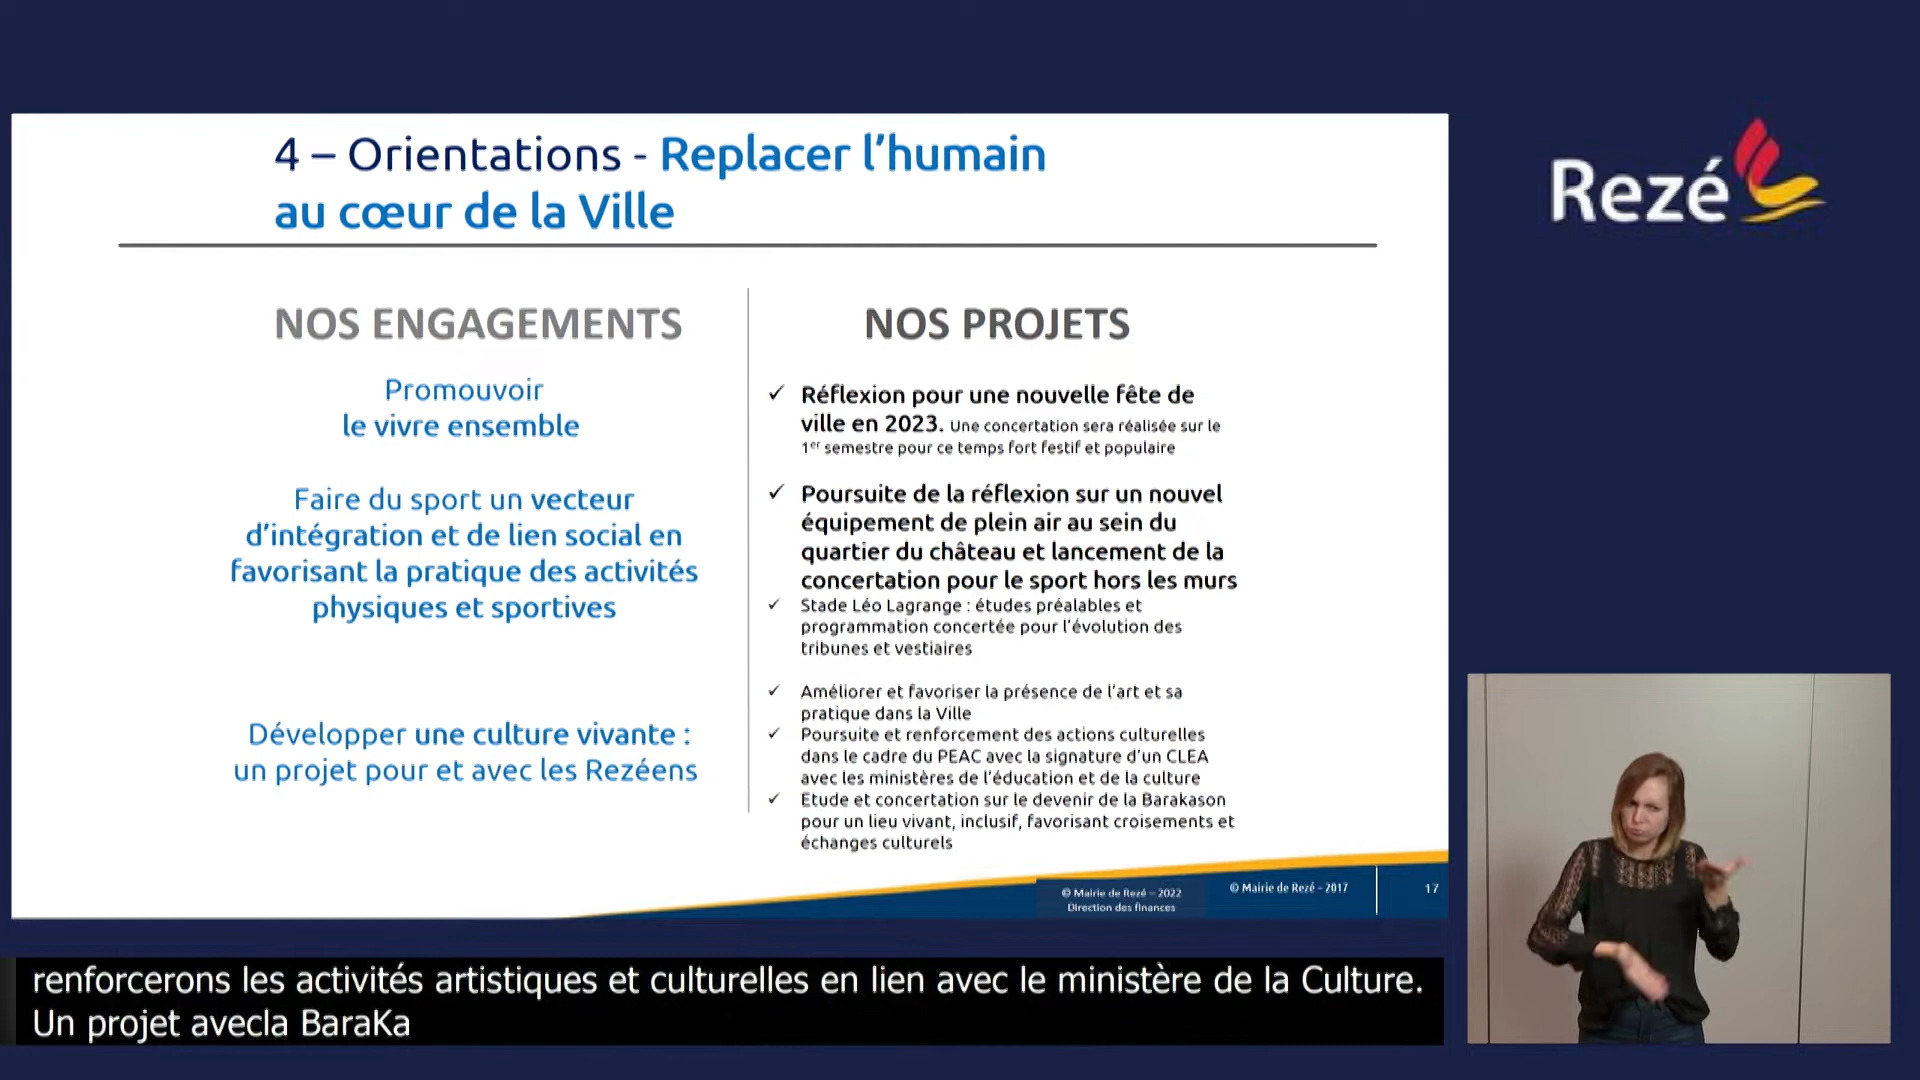 4 – Orientations - Replacer l’humain
au cœur de la Ville
Rezé
NOS ENGAGEMENTS
Promouvoir
le vivre ensemble
Faire du sport un vecteur
d’intégration et de lien social en
favorisant la pratique des activités
physiques et sportives
Développer une culture vivante :
un projet pour et avec les Rezéens
NOS PROJETS
✓ Réflexion pour une nouvelle fête de
ville en 2023. Une concertation sera réalisée sur le
1er semestre pour ce temps fort festif et populaire
✓ Poursuite de la réflexion sur un nouvel
équipement de plein air au sein du
quartier du château et lancement de la
concertation pour le sport hors les murs
✓ Stade Léo Lagrange : études préalables et
programmation concertée pour l’évolution des
tribunes et vestiaires
✓ Améliorer et favoriser la présence de l’art et sa
pratique dans la Ville
✓ Poursuite et renforcement des actions culturelles
dans le cadre du PEAC avec la signature d’un CLEA
avec les ministères de l’éducation et de la culture
✓ Etude et concertation sur le devenir de la Barakason
pour un lieu vivant, inclusif, favorisant croisements et
échanges culturels
© Mairie de Rezé – 2022
Direction des finances
© Mairie de Rezé - 2017
17
renforcerons les activités artistiques et culturelles en lien avec le ministère de la Culture.
Un projet avecla BaraKa